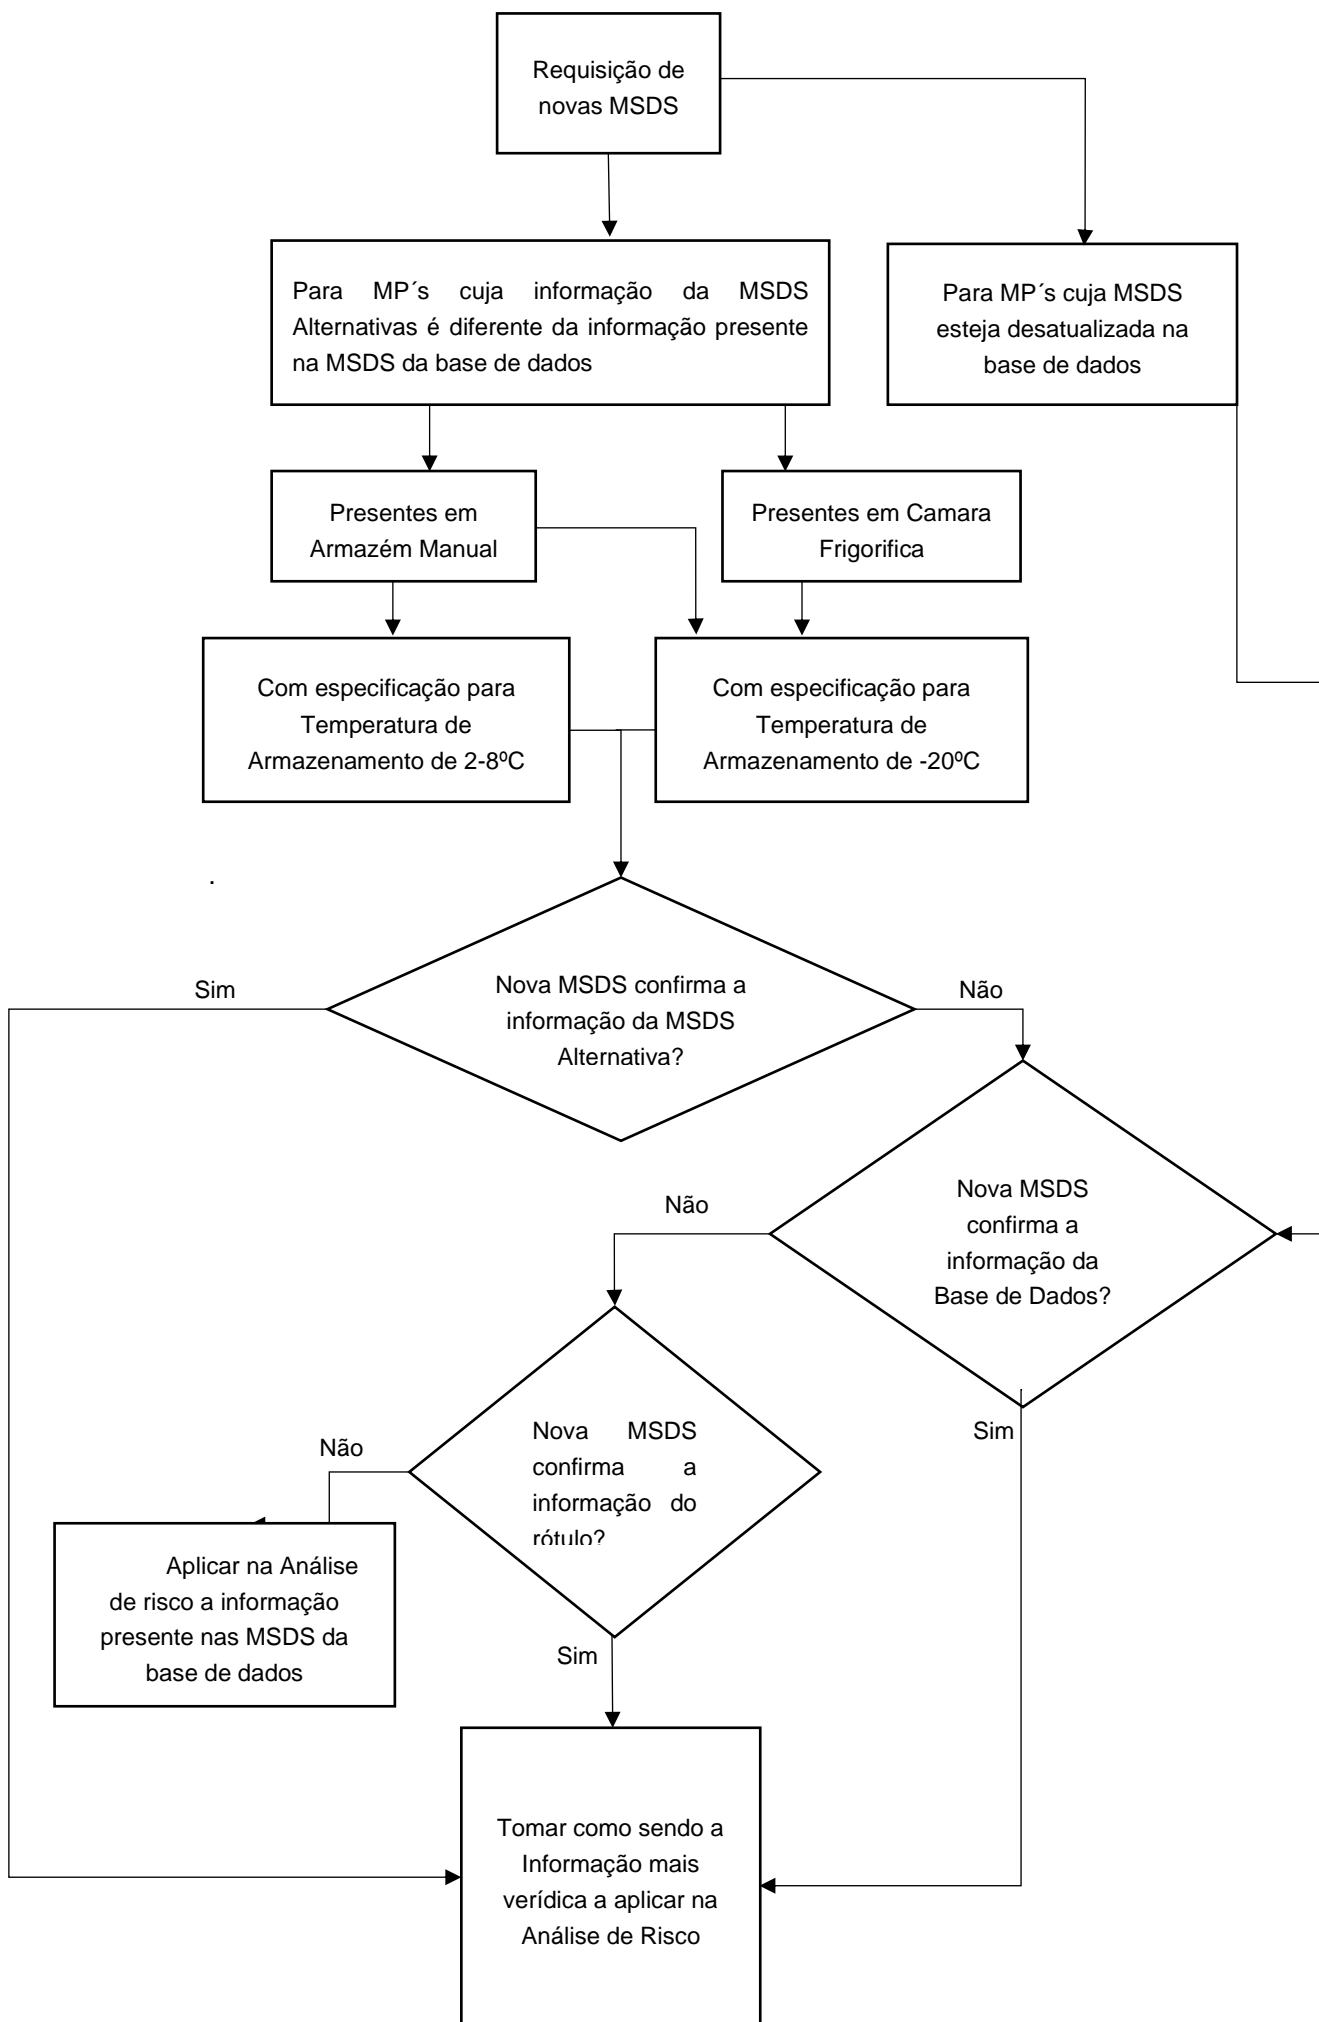 Requisição de
novas MSDS
Para MP´s cuja informação da MSDS
Alternativas é diferente da informação presente
na MSDS da base de dados
Para MP´s cuja MSDS
esteja desatualizada na
base de dados
Presentes em
Armazém Manual
Presentes em Camara
Frigorifica
Com especificação para
Temperatura de
Armazenamento de 2-8ºC
Com especificação para
Temperatura de
Armazenamento de -20ºC
.
Sim
Nova MSDS confirma a
informação da MSDS
Alternativa?
Não
Não
Nova MSDS
confirma a
informação da
Base de Dados?
Sim
Não
Nova MSDS
confirma a
informação do
rótulo?
Aplicar na Análise
de risco a informação
presente nas MSDS da
base de dados
Sim
Tomar como sendo a
Informação mais
verídica a aplicar na
Análise de Risco